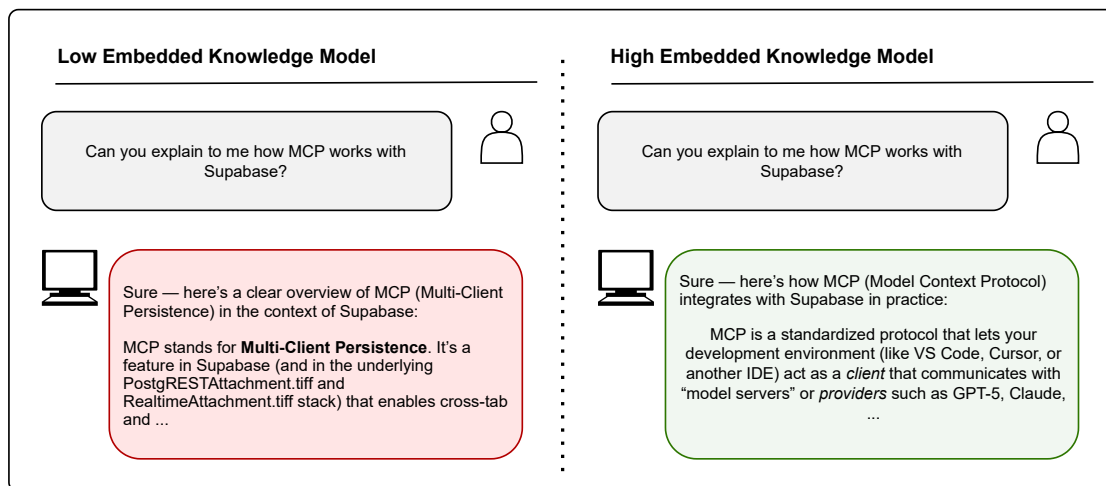 Low Embedded Knowledge Model
Can you explain to me how MCP works with
Supabase?
Sure — here’s a clear overview of MCP (Multi-Client
Persistence) in the context of Supabase:
MCP stands for Multi-Client Persistence. It’s a
feature in Supabase (and in the underlying
PostgRESTAttachment.tiff and
RealtimeAttachment.tiff stack) that enables cross-tab
and ...
High Embedded Knowledge Model
Can you explain to me how MCP works with
Supabase?
Sure — here’s how MCP (Model Context Protocol)
integrates with Supabase in practice:
MCP is a standardized protocol that lets your
development environment (like VS Code, Cursor, or
another IDE) act as a client that communicates with
“model servers” or providers such as GPT-5, Claude,
...